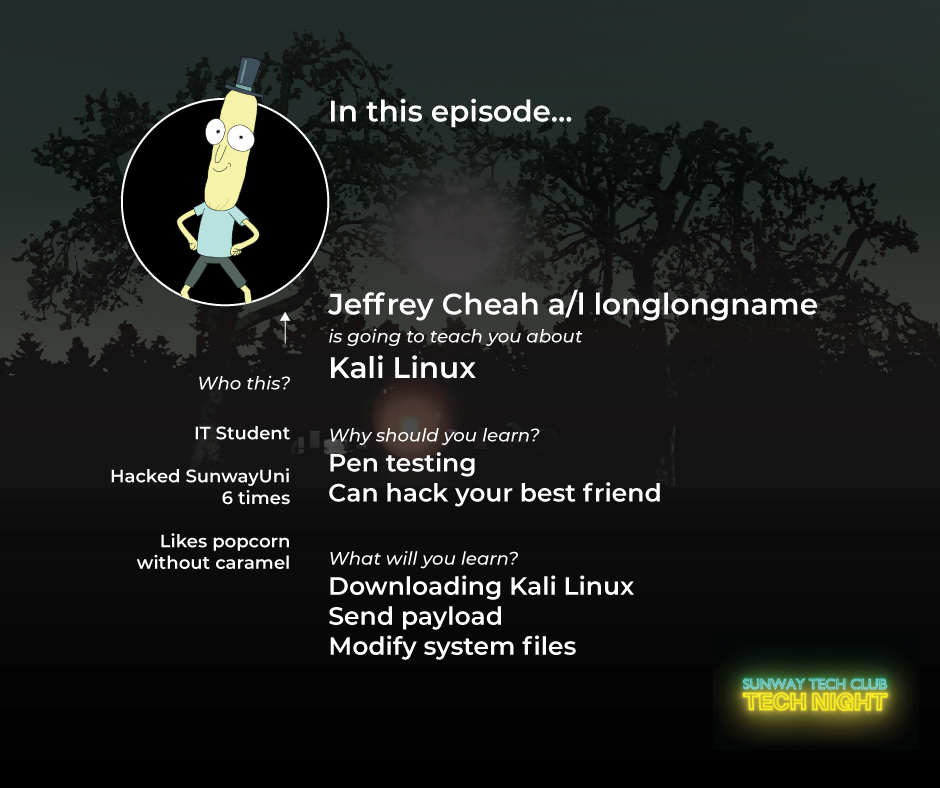 In this episode...
Jeffrey Cheah a/l longlongname
is going to teach you about
Kali Linux
Who this?
IT Student
Hacked SunwayUni
6 times
Likes popcorn
without caramel
Why should you learn?
Pen testing
Can hack your best friend
What will you learn?
Downloading Kali Linux
Send payload
Modify system files
SUNWAY TECH CLUB
TECH NIGHT